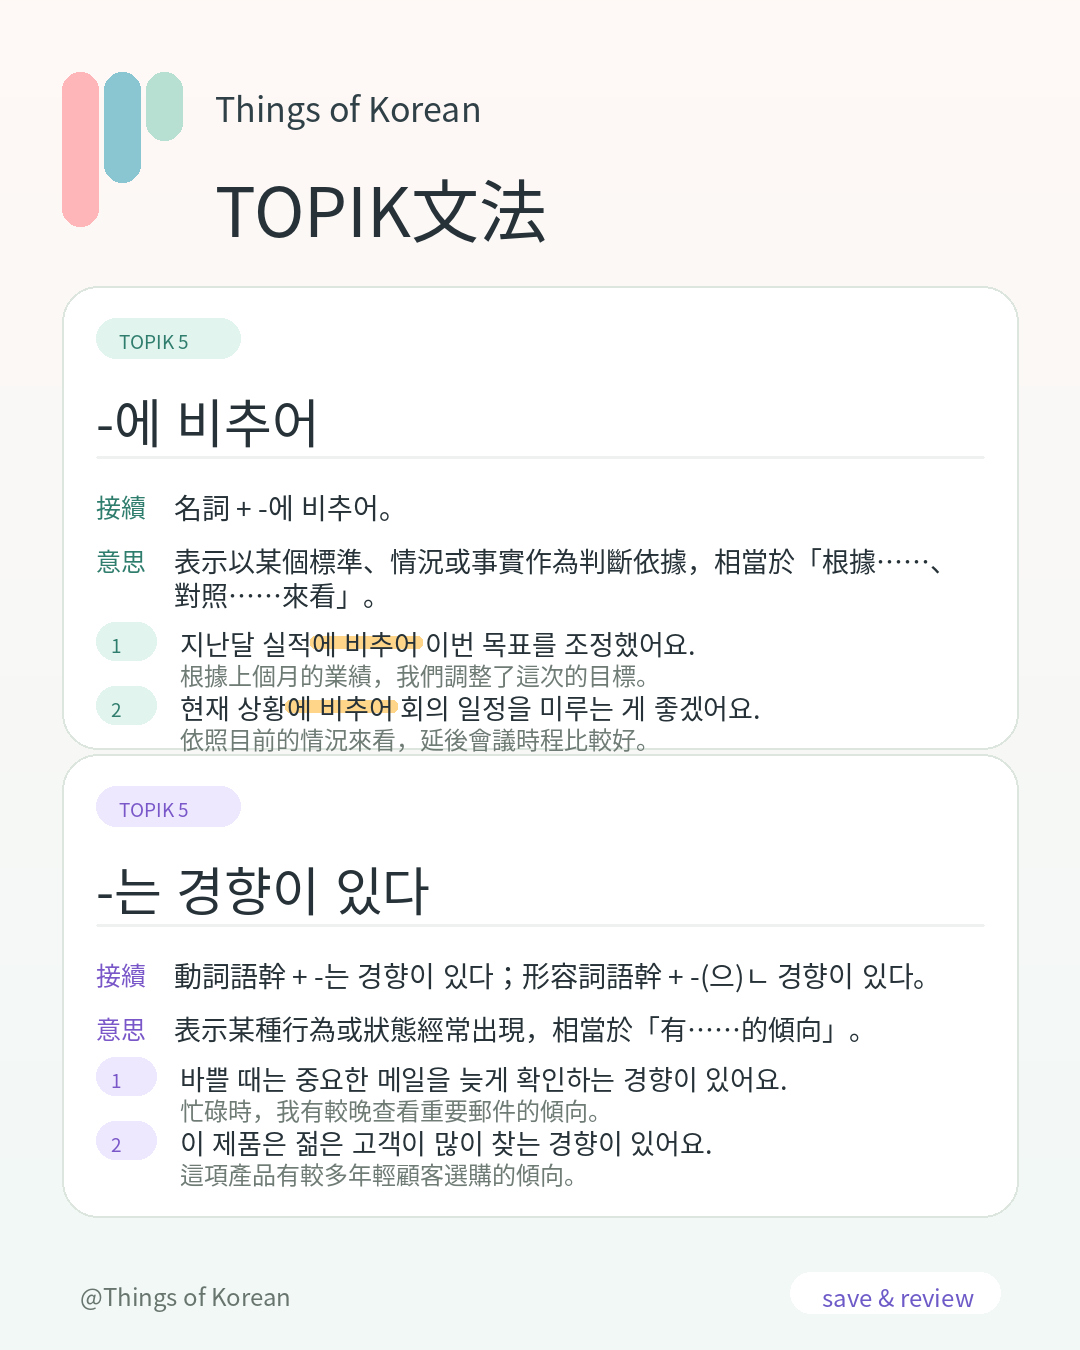 Things of Korean
TOPIK文法
TOPIK 5
-에 비추어
接續 名詞 + -에 비추어。
意思 表示以某個標準、情況或事實作為判斷依據，相當於「根據……、
對照……來看」。
1 지난달 실적에 비추어 이번 목표를 조정했어요.
根據上個月的業績，我們調整了這次的目標。
2 현재 상황에 비추어 회의 일정을 미루는 게 좋겠어요.
依照目前的情況來看，延後會議時程比較好。
TOPIK 5
-는 경향이 있다
接續 動詞語幹 + -는 경향이 있다；形容詞語幹 + -(으)ㄴ 경향이 있다。
意思 表示某種行為或狀態經常出現，相當於「有……的傾向」。
1 바쁠 때는 중요한 메일을 늦게 확인하는 경향이 있어요.
忙碌時，我有較晚查看重要郵件的傾向。
2 이 제품은 젊은 고객이 많이 찾는 경향이 있어요.
這項產品有較多年輕顧客選購的傾向。
@Things of Korean
save & review